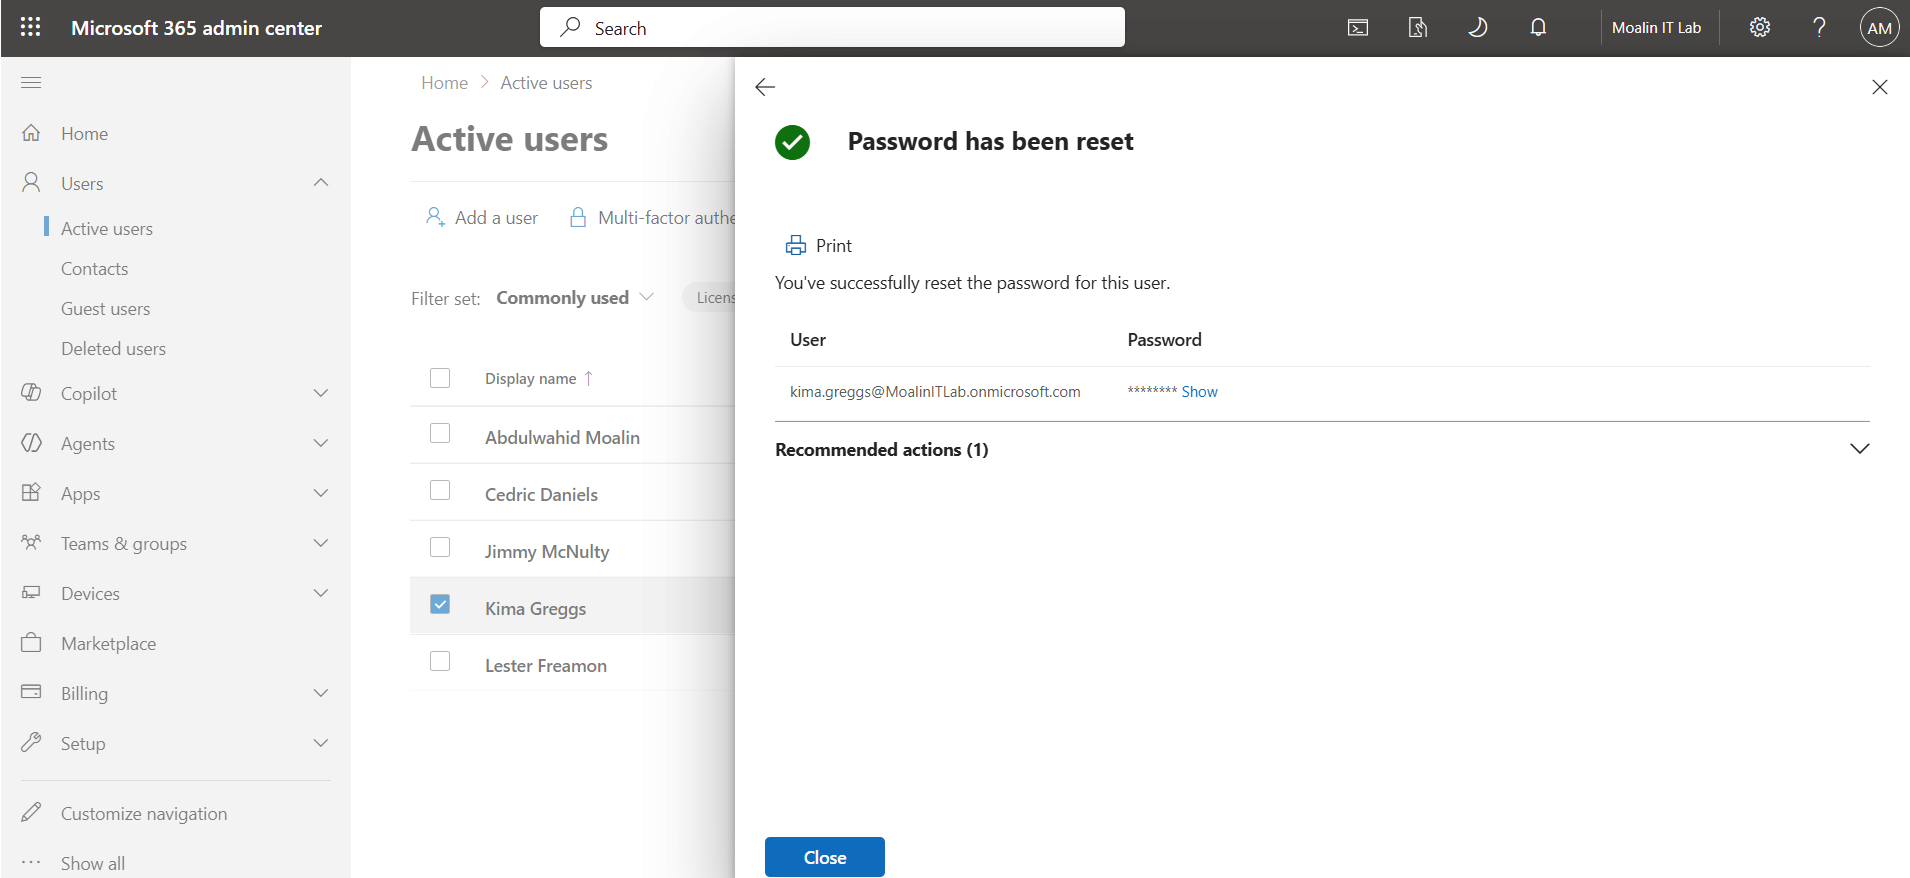 Microsoft 365 admin center
Search
Moalin IT Lab
?
AM
Home
Users
Active users
Contacts
Guest users
Deleted users
Copilot
Agents
Apps
Teams & groups
Devices
Marketplace
Billing
Setup
Customize navigation
Show all
Home > Active users
Active users
Add a user
Multi-factor authe
Filter set: Commonly used
Licens
Display name ↑
Abdulwahid Moalin
Cedric Daniels
Jimmy McNulty
Kima Greggs
Lester Freamon
Password has been reset
Print
You've successfully reset the password for this user.
User Password
kima.greggs@MoalinITLab.onmicrosoft.com ******** Show
Recommended actions (1)
Close